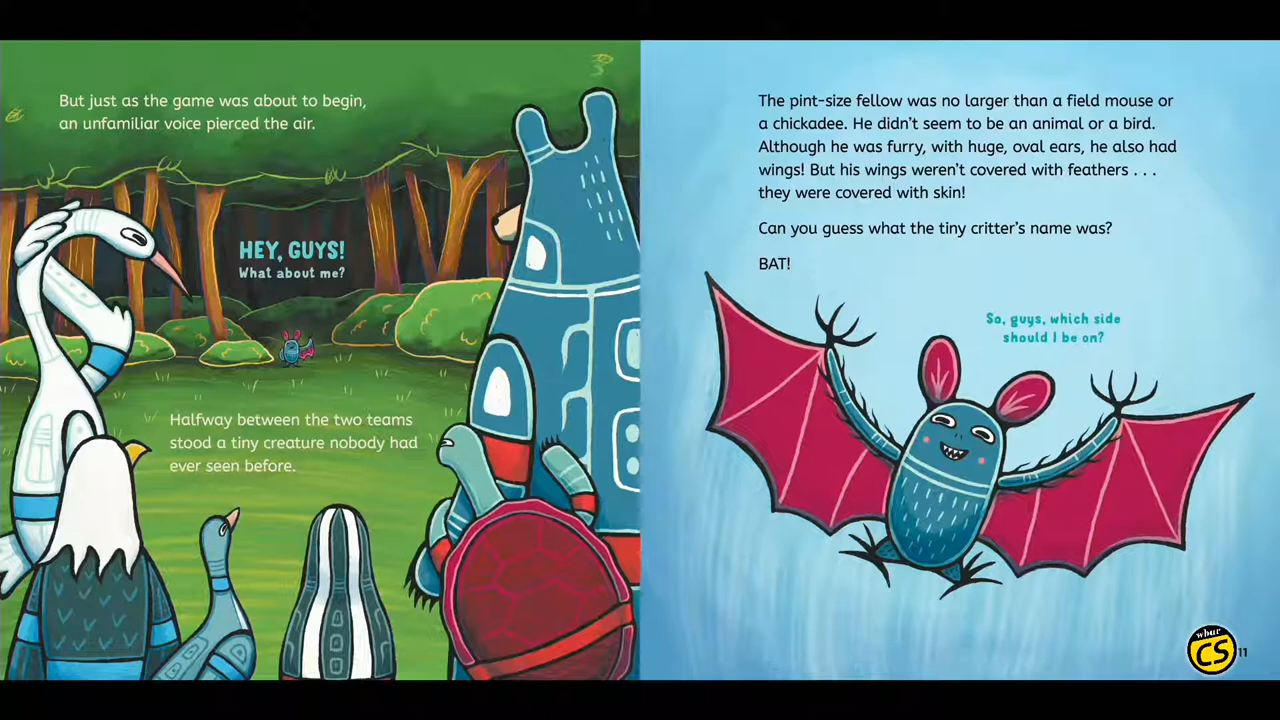 But just as the game was about to begin,
an unfamiliar voice pierced the air.
HEY, GUYS!
What about me?
Halfway between the two teams
stood a tiny creature nobody had
ever seen before.
The pint-size fellow was no larger than a field mouse or
a chickadee. He didn’t seem to be an animal or a bird.
Although he was furry, with huge, oval ears, he also had
wings! But his wings weren’t covered with feathers . . .
they were covered with skin!
Can you guess what the tiny critter’s name was?
BAT!
So, guys, which side
should I be on?
wbur
CS
11